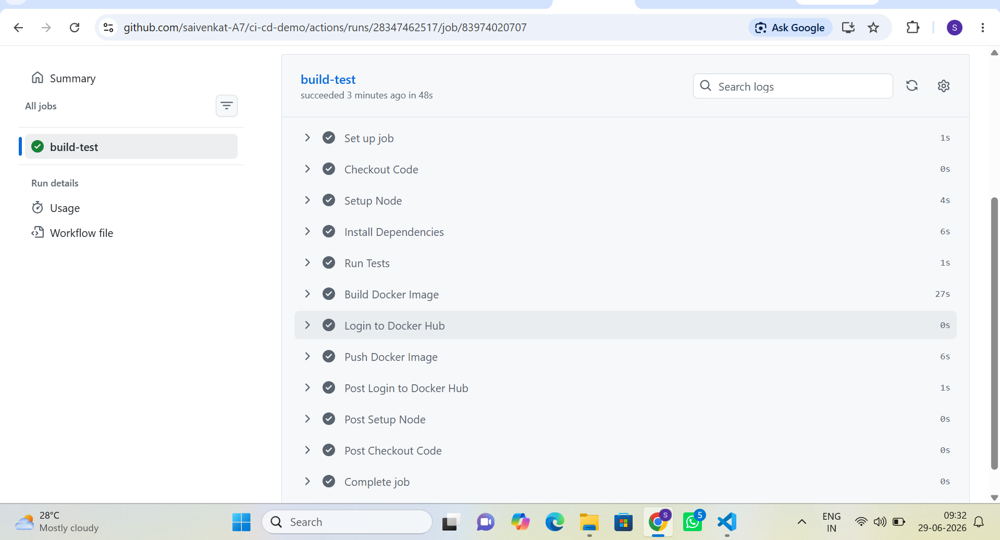 github.com/saivenkat-A7/ci-cd-demo/actions/runs/28347462517/job/83974020707
Ask Google
S
Summary
All jobs
build-test
Run details
Usage
Workflow file
build-test
succeeded 3 minutes ago in 48s
Search logs
Set up job 1s
Checkout Code 0s
Setup Node 4s
Install Dependencies 6s
Run Tests 1s
Build Docker Image 27s
Login to Docker Hub 0s
Push Docker Image 6s
Post Login to Docker Hub 1s
Post Setup Node 0s
Post Checkout Code 0s
Complete job 0s
28°C
Mostly cloudy
Search
S
5
ENG
IN
09:32
29-06-2026